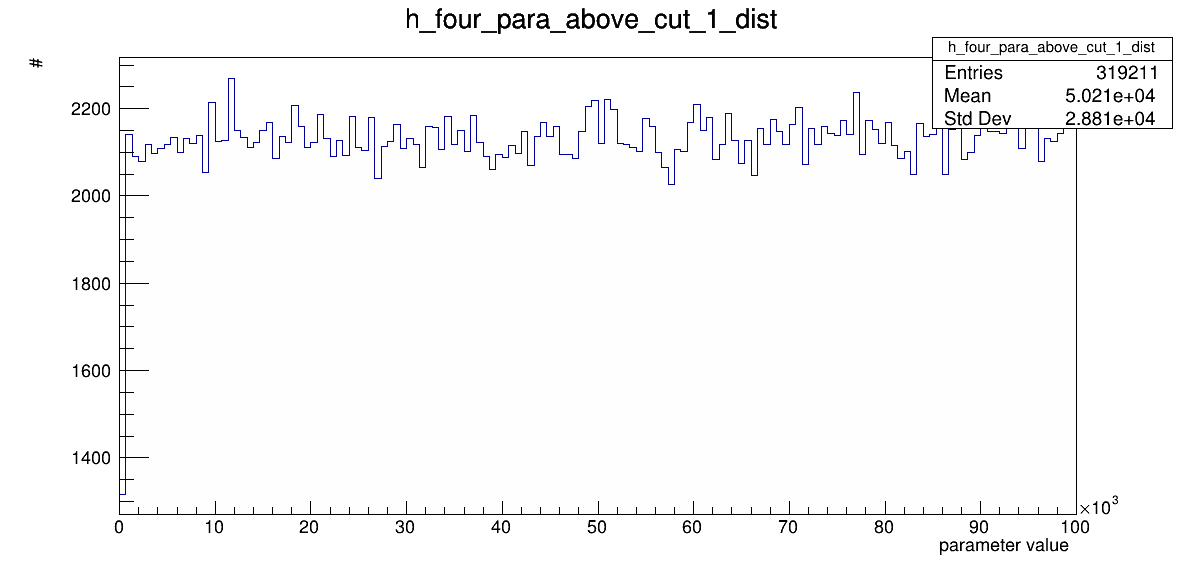 h_four_para_above_cut_1_dist
#
h_four_para_above_cut_1_dist
Entries 319211
Mean 5.021e+04
Std Dev 2.881e+04
2200
2000
1800
1600
1400
0 10 20 30 40 50 60 70 80 90 100
×10³
parameter value